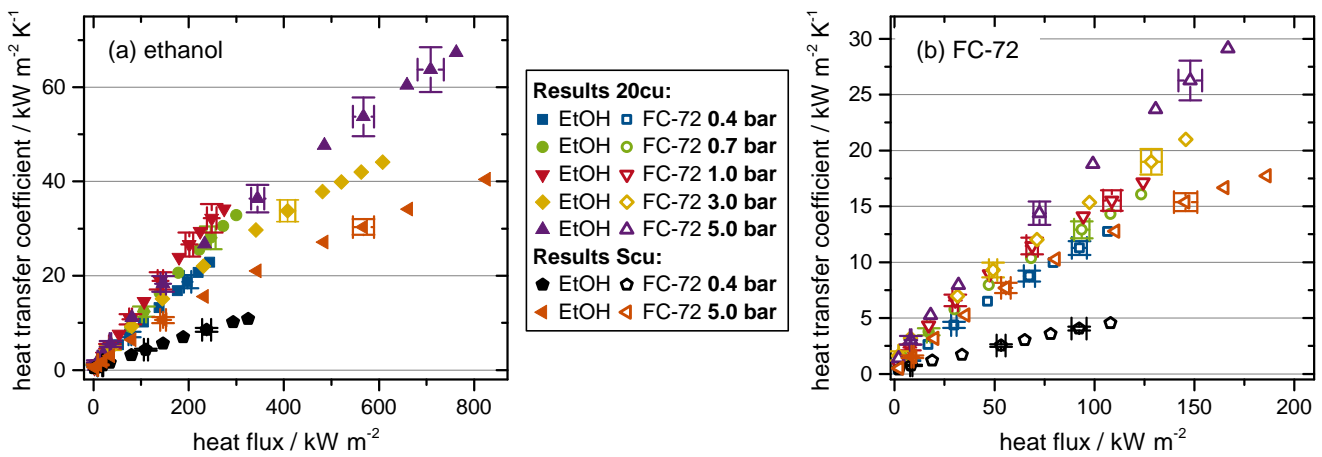 (a) ethanol
heat transfer coefficient / kW m⁻² K⁻¹
60
40
20
0
0 200 400 600 800
heat flux / kW m⁻²
Results 20cu:
EtOH FC-72 0.4 bar
EtOH FC-72 0.7 bar
EtOH FC-72 1.0 bar
EtOH FC-72 3.0 bar
EtOH FC-72 5.0 bar
Results Scu:
EtOH FC-72 0.4 bar
EtOH FC-72 5.0 bar
(b) FC-72
heat transfer coefficient / kW m⁻² K⁻¹
30
25
20
15
10
5
0
0 50 100 150 200
heat flux / kW m⁻²